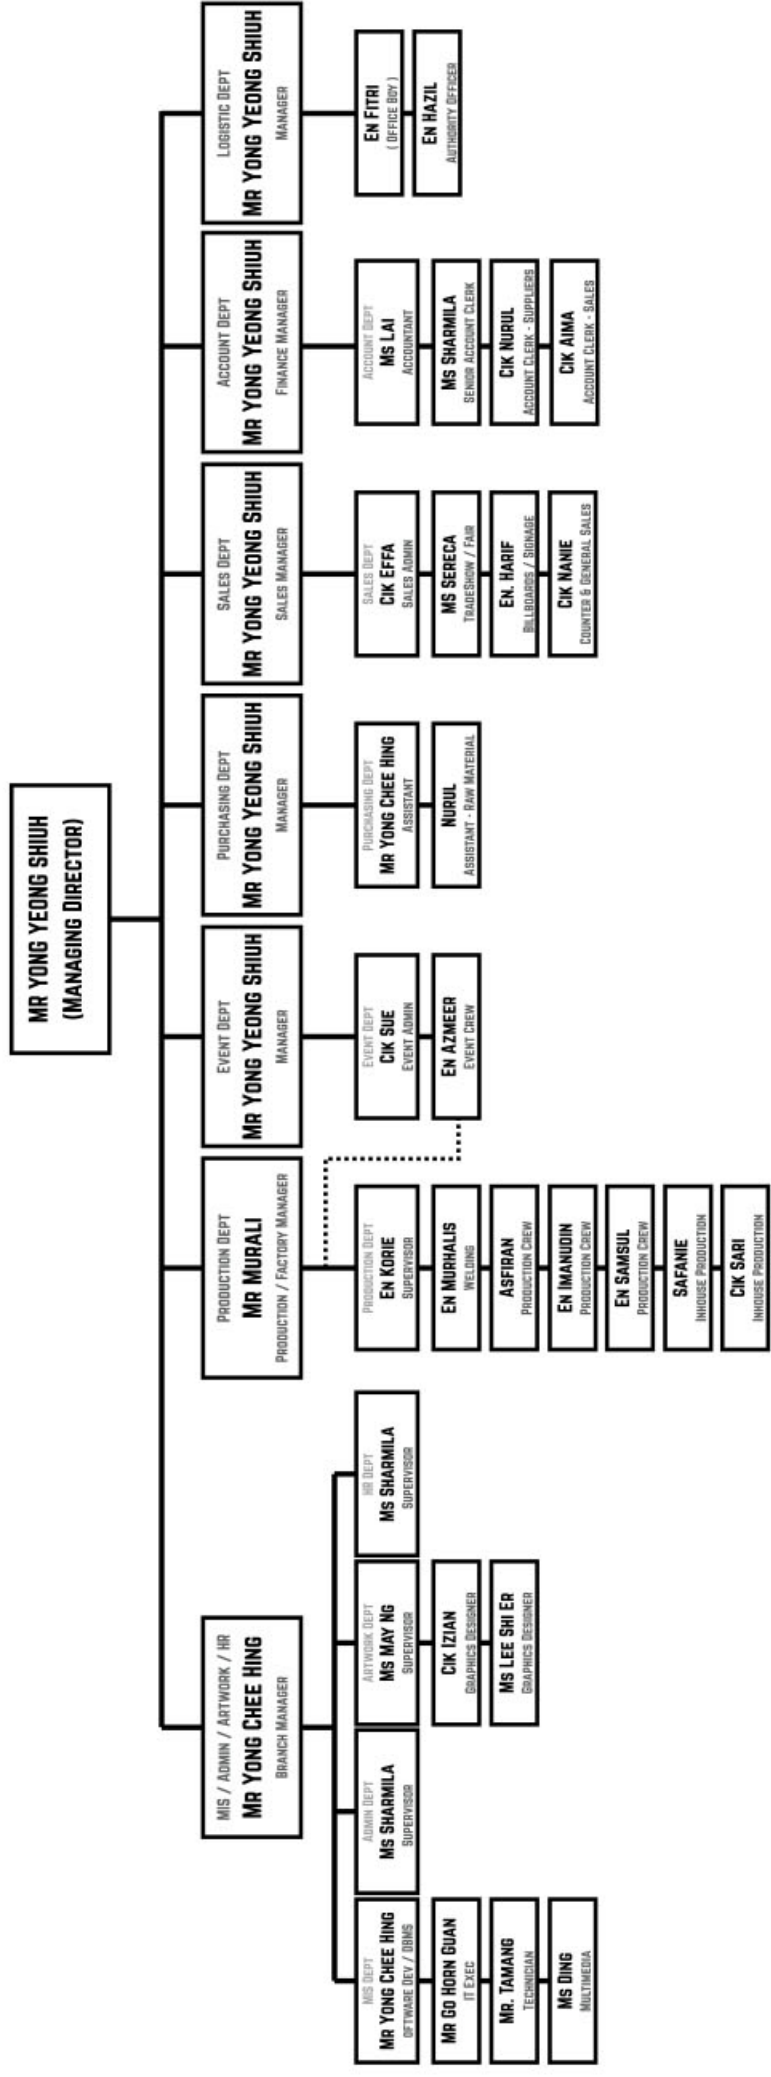 MR YONG YEONG SHIUH
(MANAGING DIRECTOR)
MIS / ADMIN / ARTWORK / HR
MR YONG CHEE HING
BRANCH MANAGER
PRODUCTION DEPT
MR MURALI
PRODUCTION / FACTORY MANAGER
EVENT DEPT
MR YONG YEONG SHIUH
MANAGER
PURCHASING DEPT
MR YONG YEONG SHIUH
MANAGER
SALES DEPT
MR YONG YEONG SHIUH
SALES MANAGER
ACCOUNT DEPT
MR YONG YEONG SHIUH
FINANCE MANAGER
LOGISTIC DEPT
MR YONG YEONG SHIUH
MANAGER
MIS DEPT
MR YONG CHEE HING
OFTWARE DEV / DBMS
MR GO HORN GUAN
IT EXEC
MR. TAMANG
TECHNICIAN
MS DING
MULTIMEDIA
ADMIN DEPT
MS SHARMILA
SUPERVISOR
ARTWORK DEPT
MS MAY NG
SUPERVISOR
CIK IZIAN
GRAPHICS DESIGNER
MS LEE SHI ER
GRAPHICS DESIGNER
HR DEPT
MS SHARMILA
SUPERVISOR
PRODUCTION DEPT
EN KORIE
SUPERVISOR
EN MURHALIS
WELDING
ASFIRAN
PRODUCTION CREW
EN IMANUDIN
PRODUCTION CREW
EN SAMSUL
PRODUCTION CREW
SAFANIE
INHOUSE PRODUCTION
CIK SARI
INHOUSE PRODUCTION
EVENT DEPT
CIK SUE
EVENT ADMIN
EN AZMEER
EVENT CREW
PURCHASING DEPT
MR YONG CHEE HING
ASSISTANT
NURUL
ASSISTANT - RAW MATERIAL
SALES DEPT
CIK EFFA
SALES ADMIN
MS SERECA
TRADESHOW / FAIR
EN. HARIF
BILLBOARDS / SIGNAGE
CIK NANIE
COUNTER & GENERAL SALES
ACCOUNT DEPT
MS LAI
ACCOUNTANT
MS SHARMILA
SENIOR ACCOUNT CLERK
CIK NURUL
ACCOUNT CLERK - SUPPLIERS
CIK AIMA
ACCOUNT CLERK - SALES
EN FITRI
( OFFICE BOY )
EN HAZIL
AUTHORITY OFFICER